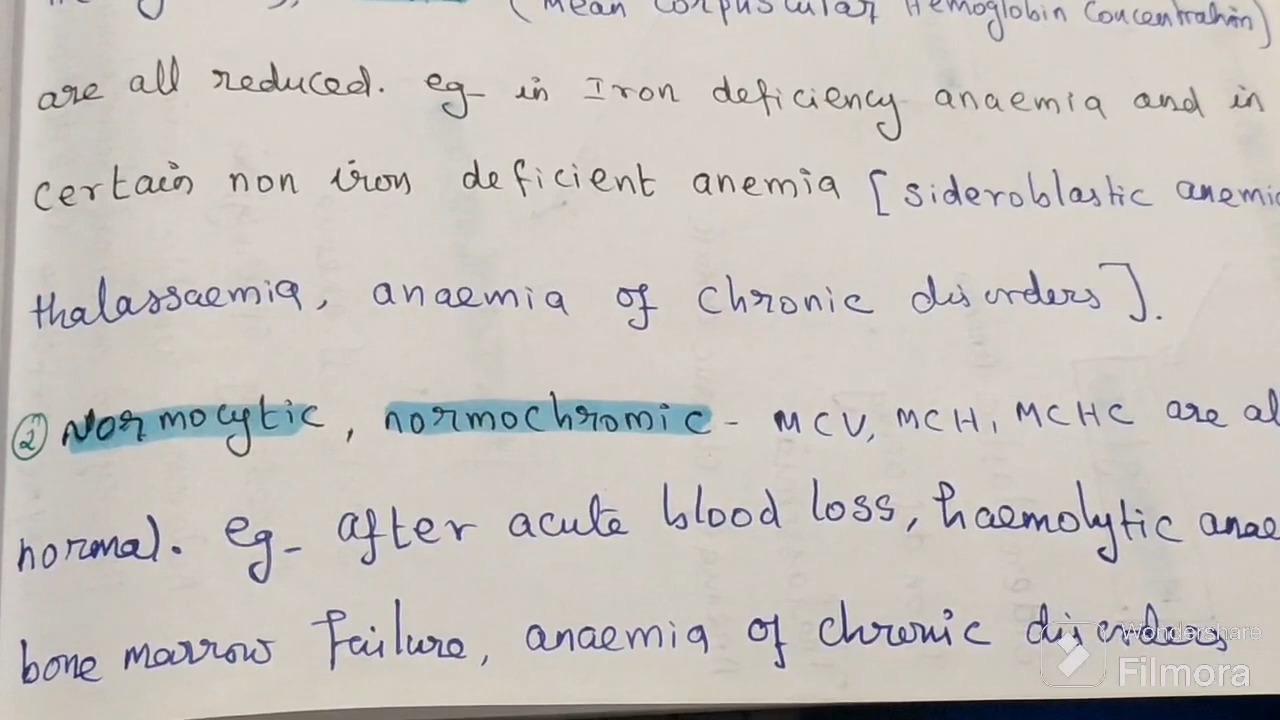 (Mean Corpuscular Hemoglobin Concentration)
are all reduced. eg- in Iron deficiency anaemia and in
certain non iron deficient anemia [sideroblastic anemia
thalassaemia, anaemia of chronic disorders].
② Normocytic, normochromic - MCV, MCH, MCHC are al
normal. eg- after acute blood loss, haemolytic anae
bone marrow failure, anaemia of chronic disorders
Wondershare
Filmora